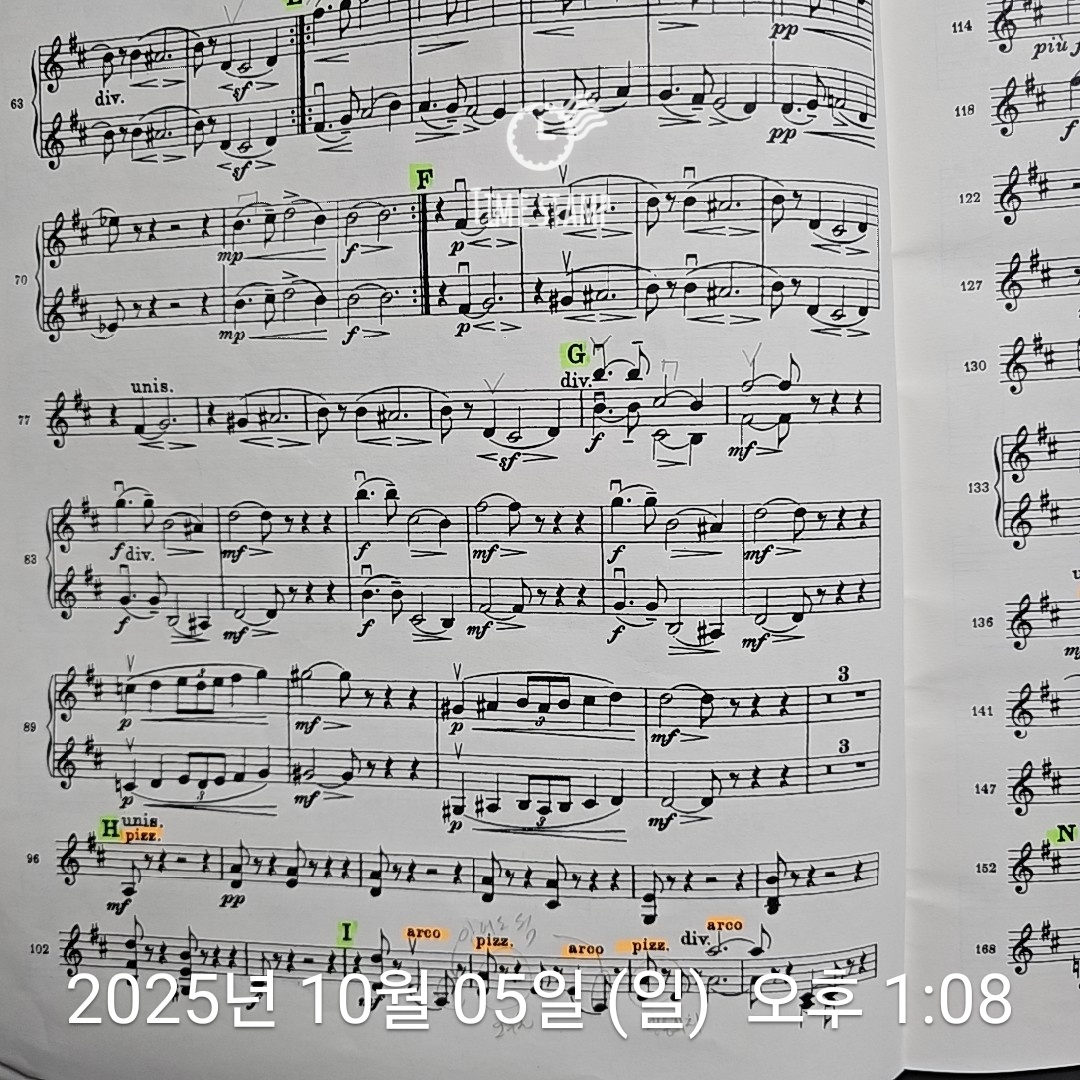 63
div.
sf
pp
114
più
118
f
sf
pp
TIMESTAMP
F
p
mp
f
122
70
mp
f
p
127
G
unis.
div.
130
77
sf
f
mf
133
f div.
mf
f
mf
f
mf
83
f
mf
f
mf
f
mf
136
3
3
p
mf
p
mf
141
89
3
3
3
p
mf
p
mf
147
H unis.
pizz.
N
96
152
mf
pp
I
arco
pizz.
arco
pizz.
div.
arco
102
168
2025년 10월 05일 (일) 오후 1:08